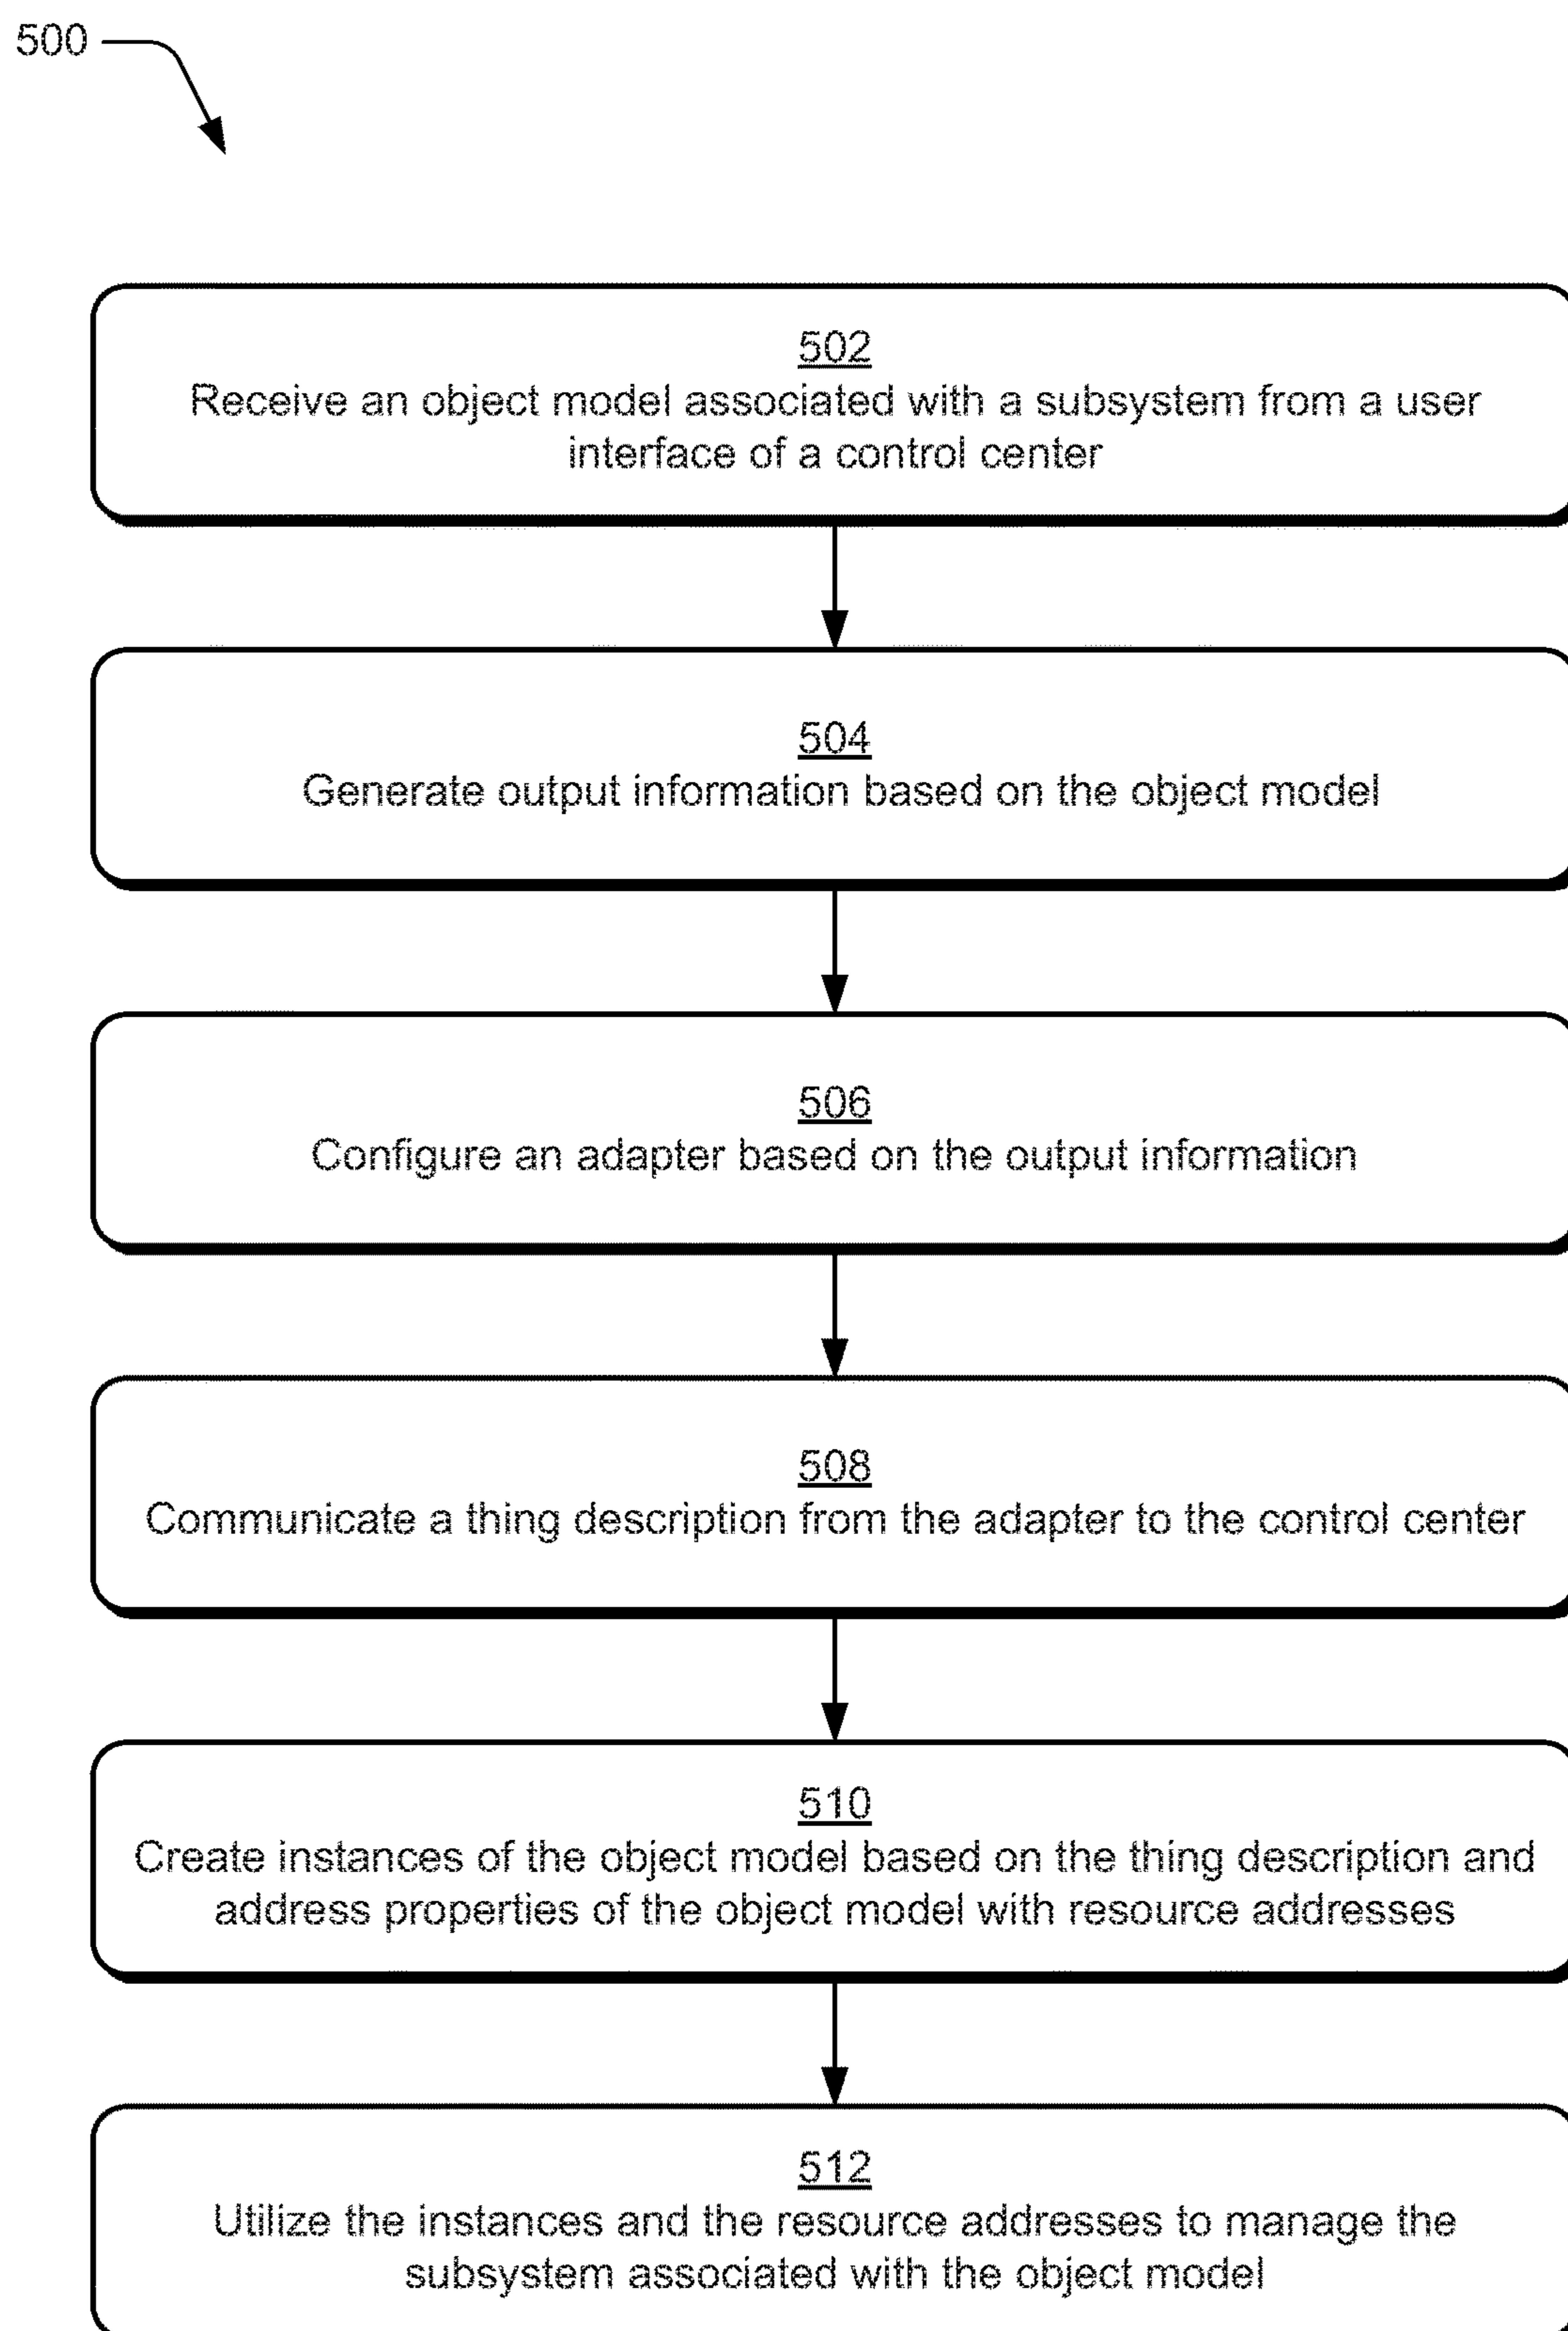 500
502
Receive an object model associated with a subsystem from a user
interface of a control center
504
Generate output information based on the object model
506
Configure an adapter based on the output information
508
Communicate a thing description from the adapter to the control center
510
Create instances of the object model based on the thing description and
address properties of the object model with resource addresses
512
Utilize the instances and the resource addresses to manage the
subsystem associated with the object model